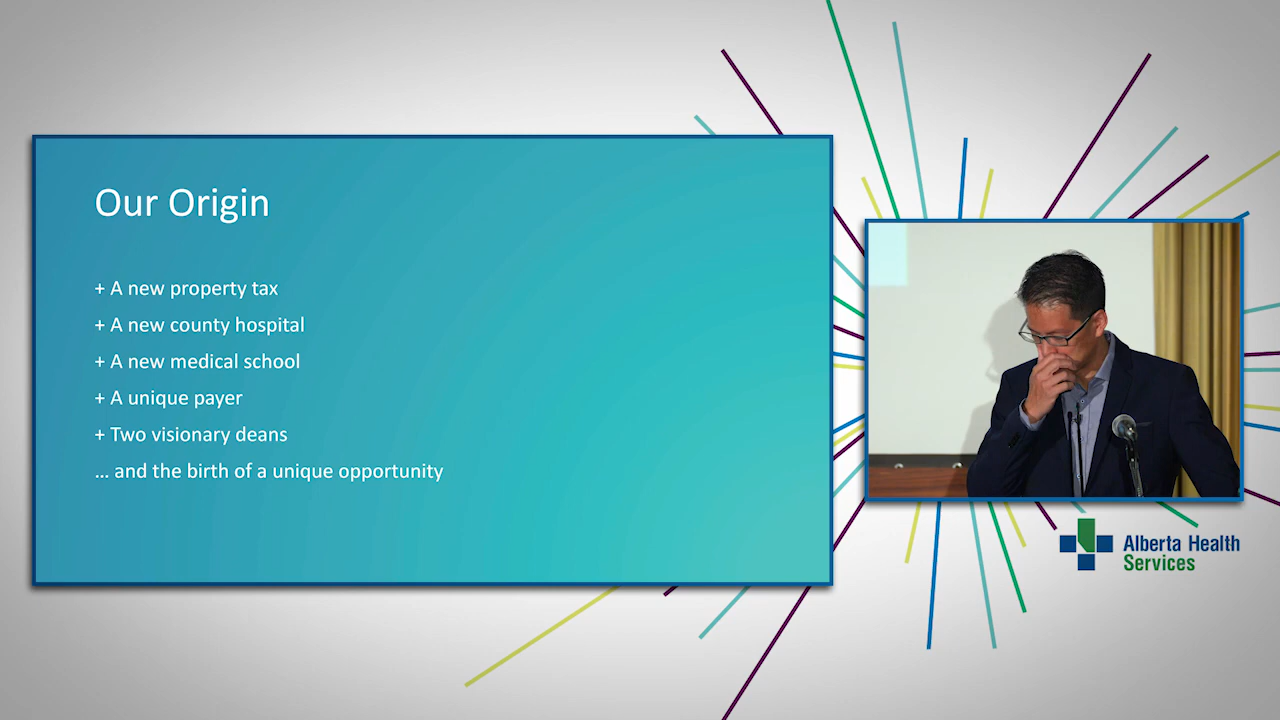 Our Origin
+ A new property tax
+ A new county hospital
+ A new medical school
+ A unique payer
+ Two visionary deans
… and the birth of a unique opportunity
Alberta Health
Services